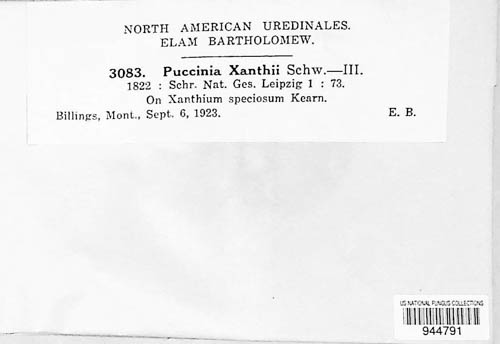 NORTH AMERICAN UREDINALES.
ELAM BARTHOLOMEW.
3083. Puccinia Xanthii Schw.—III.
1822 : Schr. Nat. Ges. Leipzig 1 : 73.
On Xanthium speciosum Kearn.
Billings, Mont., Sept. 6, 1923. E. B.
US NATIONAL FUNGUS COLLECTIONS
944791